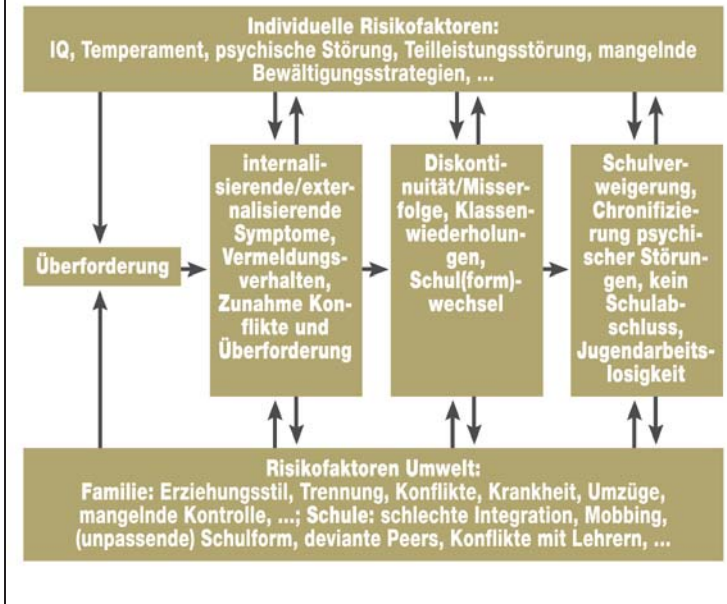 Individuelle Risikofaktoren:
IQ, Temperament, psychische Störung, Teilleistungsstörung, mangelnde
Bewältigungsstrategien, ...
Überforderung
internali-
sierende/exter-
nalisierende
Symptome,
Vermeldungs-
verhalten,
Zunahme Kon-
flikte und
Überforderung
Diskonti-
nuität/Misser-
folge, Klassen-
wiederholun-
gen,
Schul(form)-
wechsel
Schulver-
weigerung,
Chronifizie-
rung psychi-
scher Störun-
gen, kein
Schulab-
schluss,
Jugendarbeits-
losigkeit
Risikofaktoren Umwelt:
Familie: Erziehungsstil, Trennung, Konflikte, Krankheit, Umzüge,
mangelnde Kontrolle, ...; Schule: schlechte Integration, Mobbing,
(unpassende) Schulform, deviante Peers, Konflikte mit Lehrern, ...